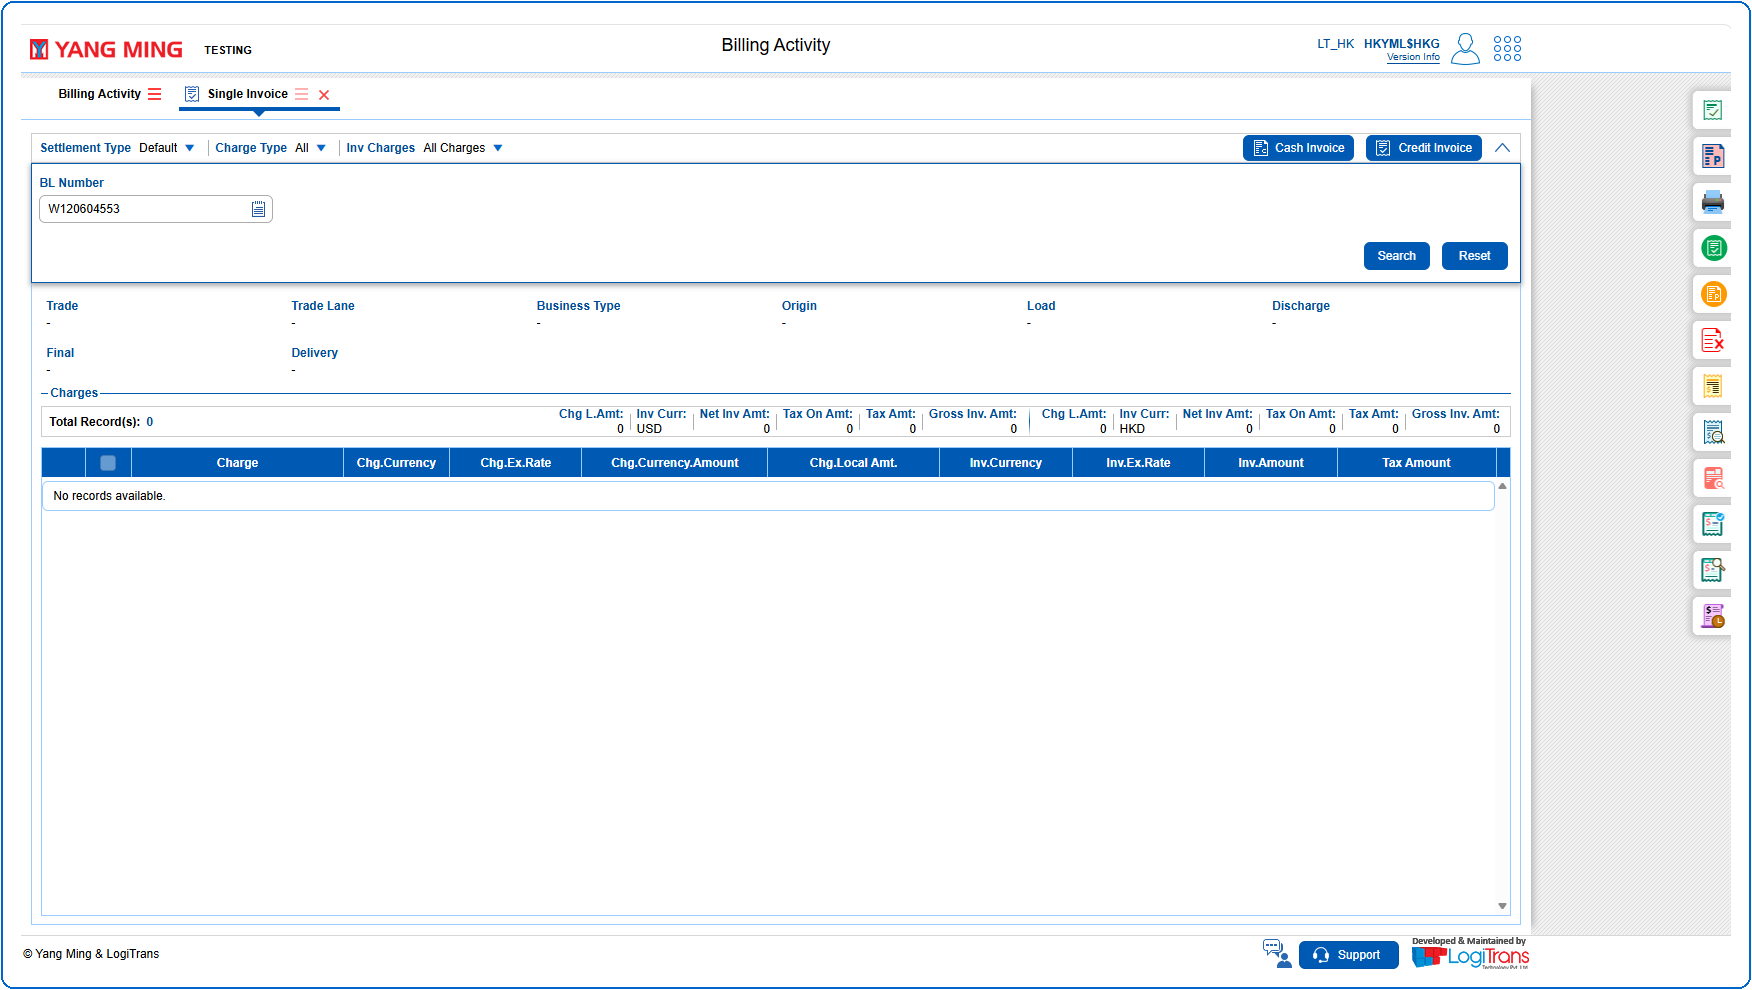 YANG MING TESTING
Billing Activity
LT_HK HKYML$HKG
Version Info
Billing Activity Single Invoice
Settlement Type Default Charge Type All Inv Charges All Charges Cash Invoice Credit Invoice
BL Number
W120604553
Search Reset
Trade Trade Lane Business Type Origin Load Discharge
- - - - - -
Final Delivery
- -
Charges
Total Record(s): 0
Chg L.Amt: Inv Curr: Net Inv Amt: Tax On Amt: Tax Amt: Gross Inv. Amt: Chg L.Amt: Inv Curr: Net Inv Amt: Tax On Amt: Tax Amt: Gross Inv. Amt:
0 USD 0 0 0 0 0 HKD 0 0 0 0
Charge Chg.Currency Chg.Ex.Rate Chg.Currency.Amount Chg.Local Amt. Inv.Currency Inv.Ex.Rate Inv.Amount Tax Amount
No records available.
© Yang Ming & LogiTrans
Support
Developed & Maintained by
LogiTrans
Technology Pvt. Ltd.